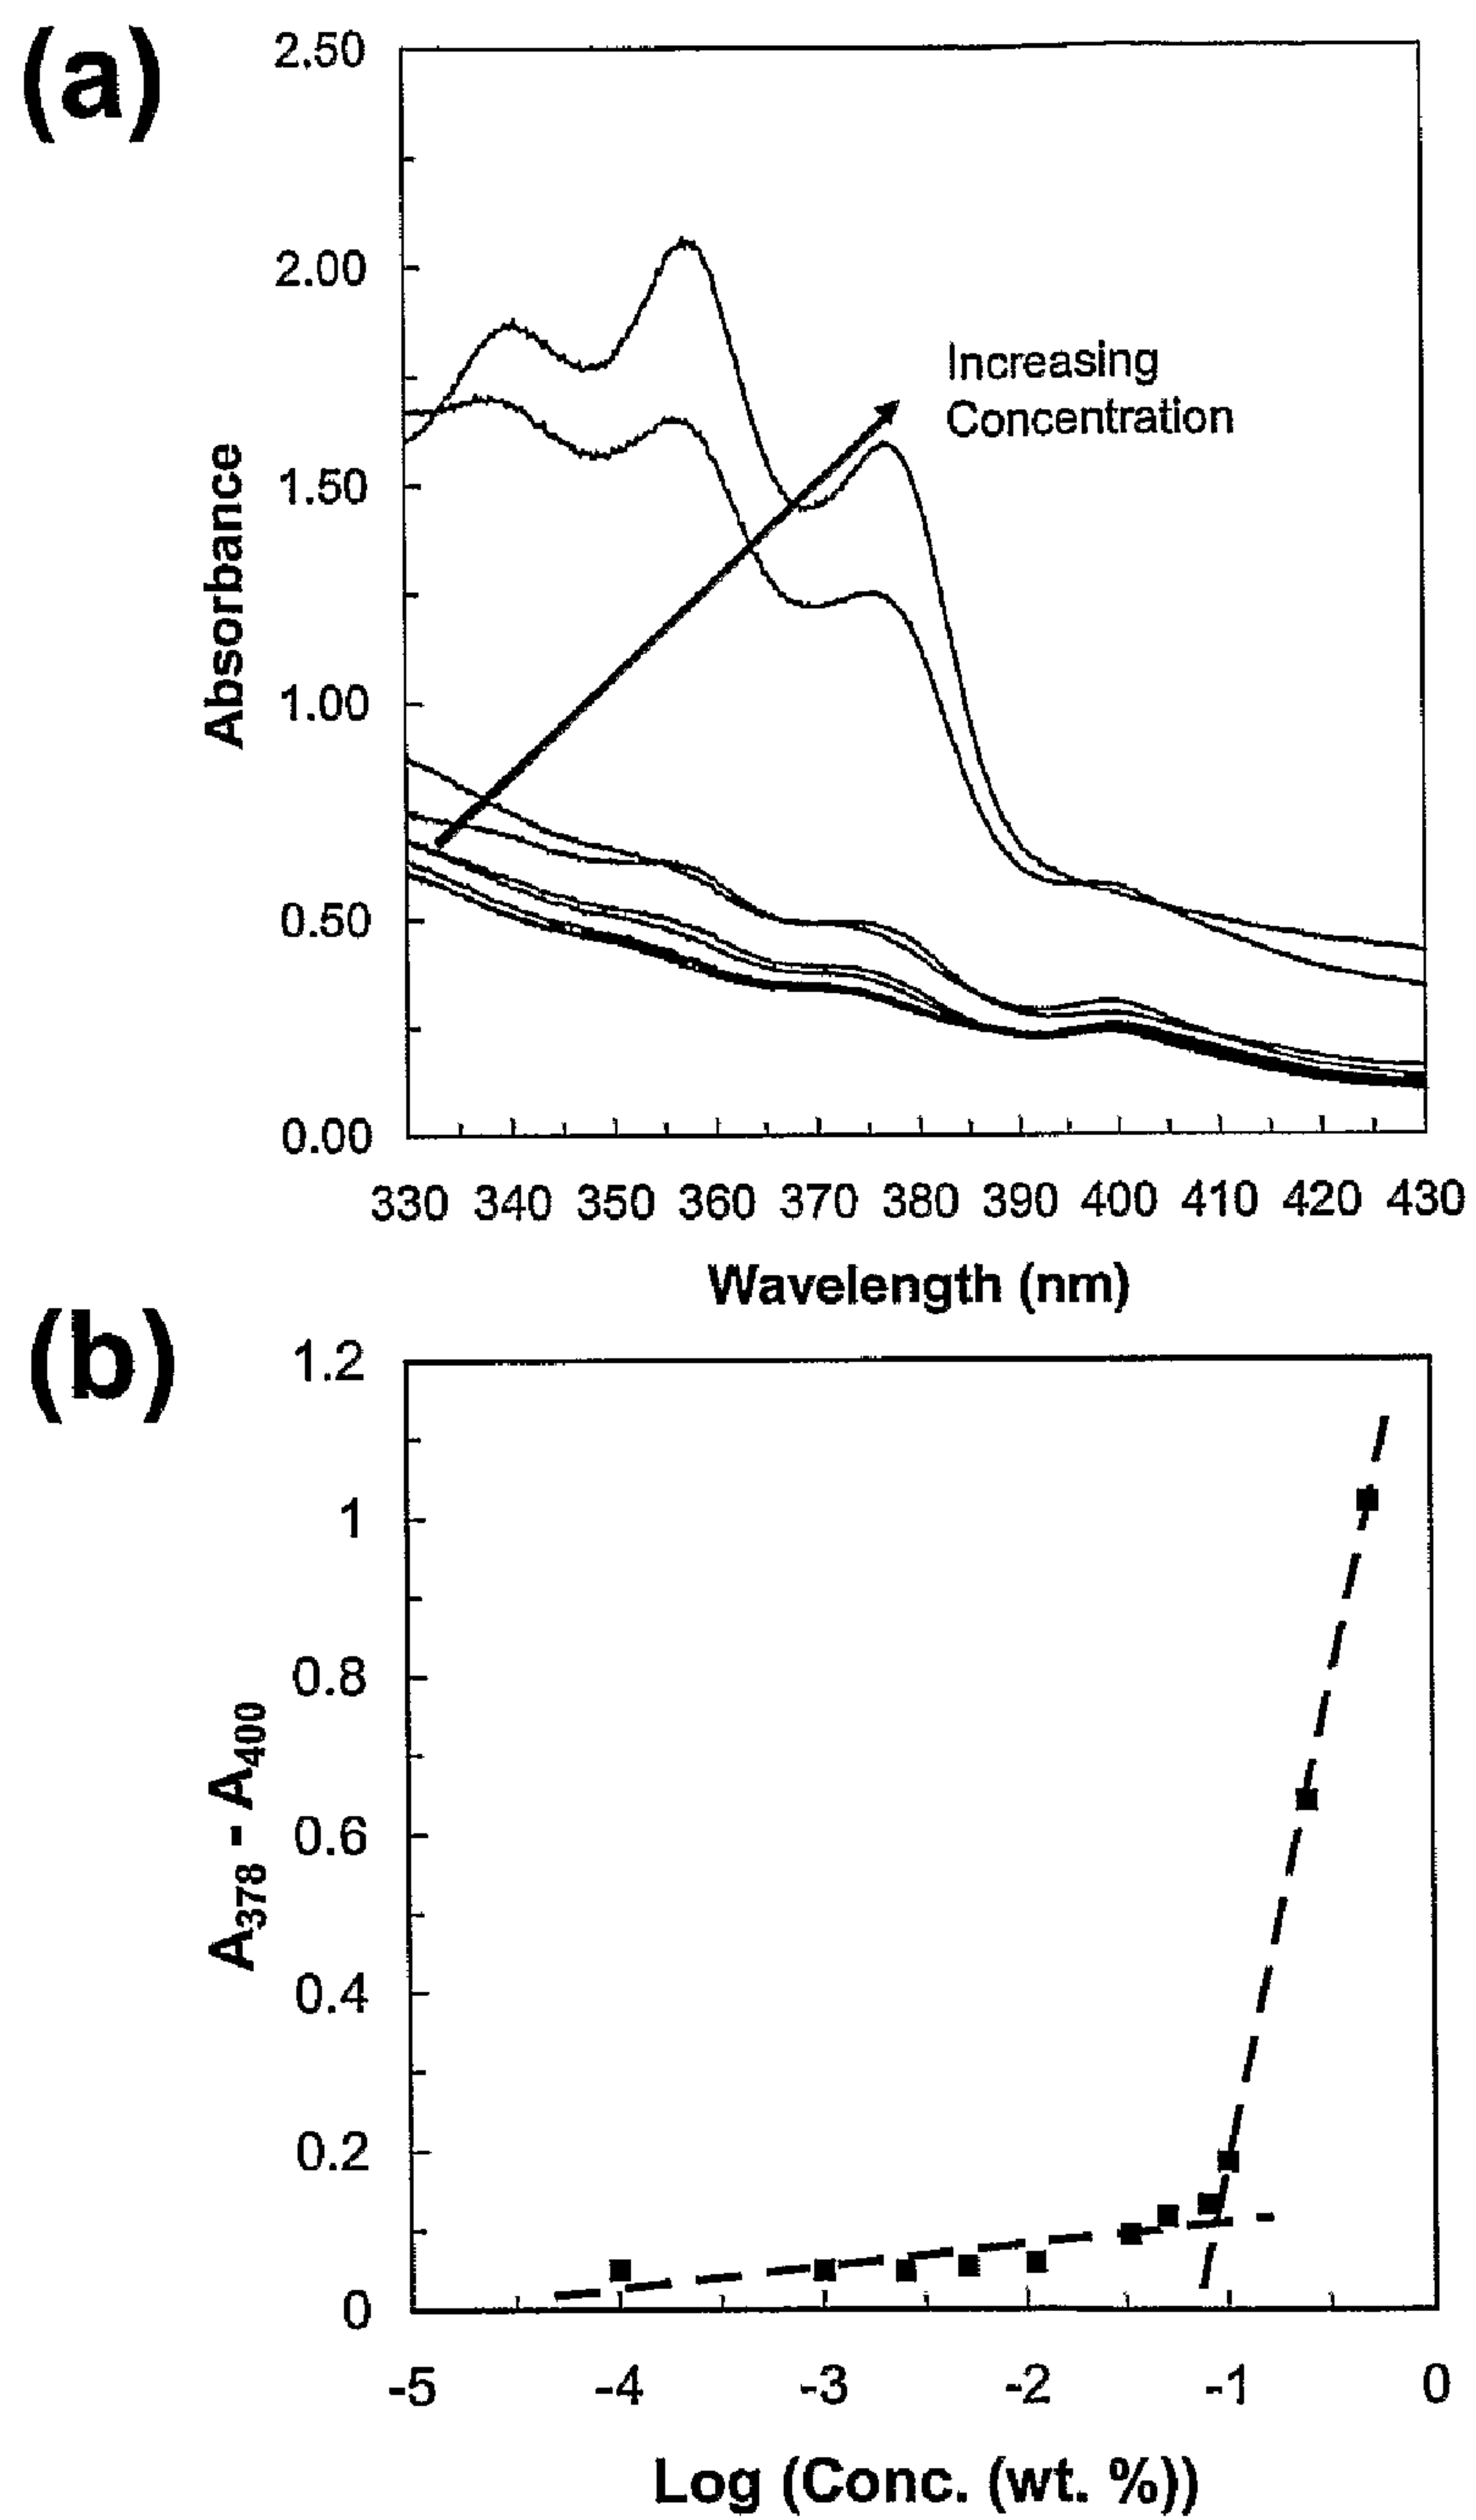 (a)
2.50
2.00
1.50
1.00
0.50
0.00
Absorbance
Increasing
Concentration
330 340 350 360 370 380 390 400 410 420 430
Wavelength (nm)
(b)
1.2
1
0.8
0.6
0.4
0.2
0
A378 - A400
-5 -4 -3 -2 -1 0
Log (Conc. (wt. %))